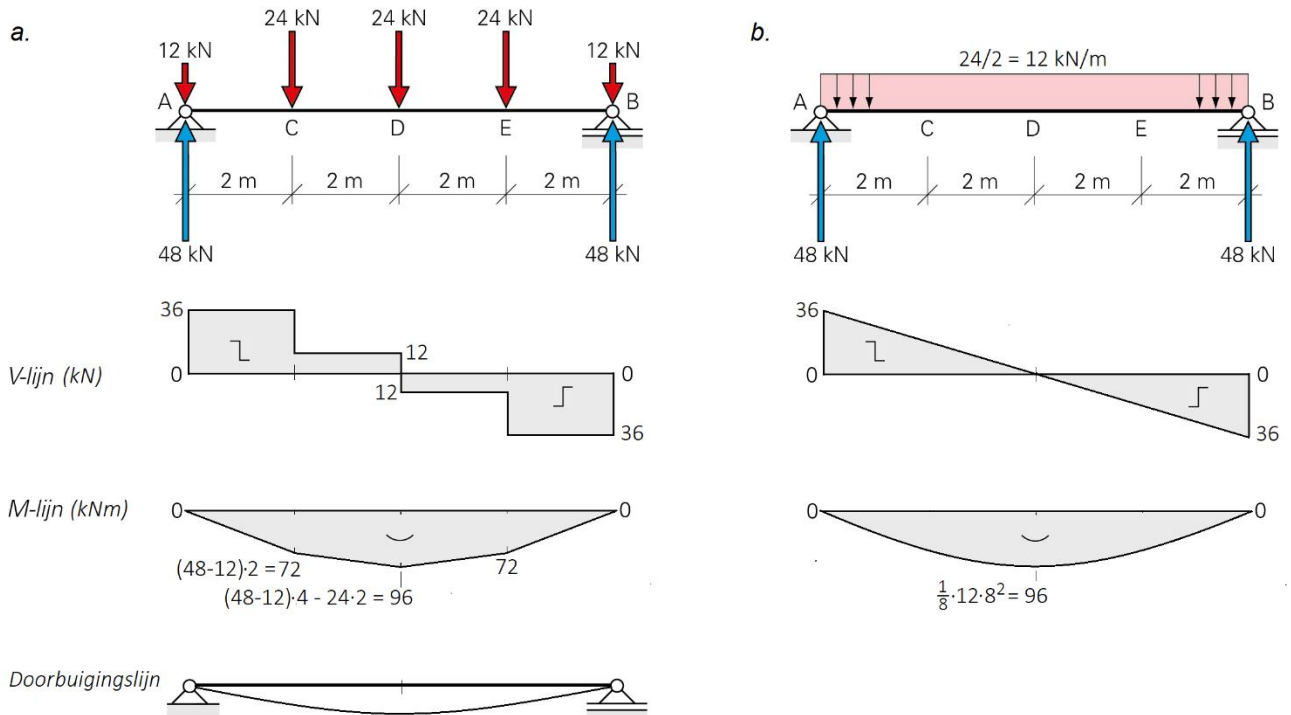 a.
24 kN 24 kN 24 kN
12 kN 12 kN
A B
C D E
2 m 2 m 2 m 2 m
48 kN 48 kN
b.
24/2 = 12 kN/m
A B
C D E
2 m 2 m 2 m 2 m
48 kN 48 kN
V-lijn (kN)
36
12
0 0
12
36
36
0 0
36
M-lijn (kNm)
0 0
(48-12)·2 =72 72
(48-12)·4 - 24·2 = 96
0 0
1/8·12·8² = 96
Doorbuigingslijn